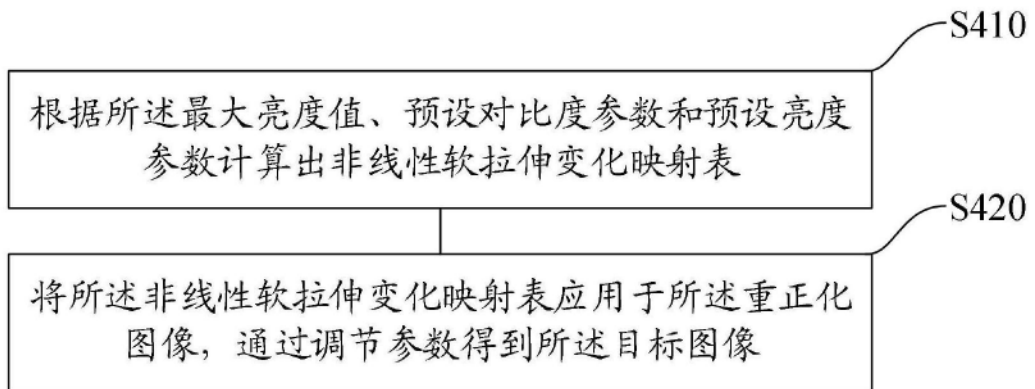 S410
根据所述最大亮度值、预设对比度参数和预设亮度
参数计算出非线性软拉伸变化映射表
S420
将所述非线性软拉伸变化映射表应用于所述重正化
图像，通过调节参数得到所述目标图像